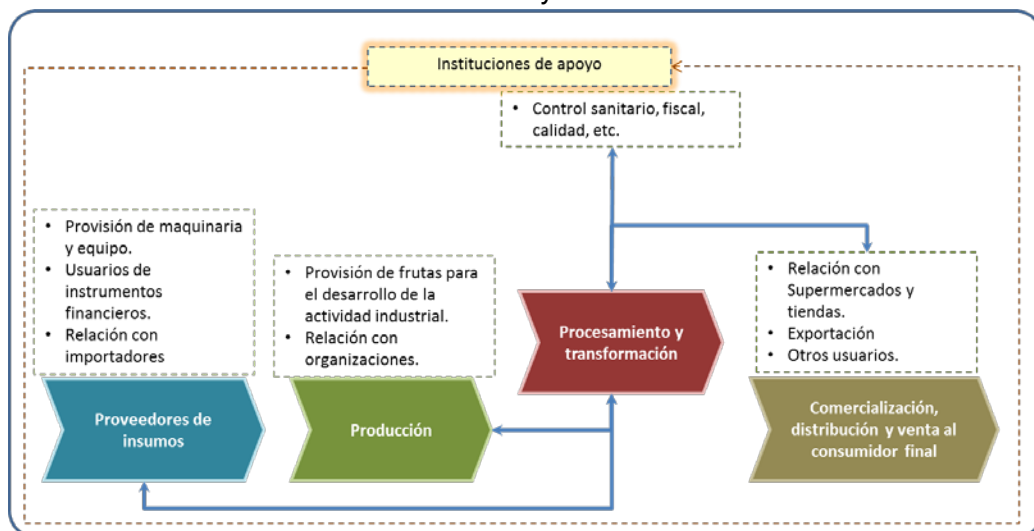 y
Instituciones de apoyo
• Control sanitario, fiscal,
calidad, etc.
• Provisión de maquinaria
y equipo.
• Usuarios de
instrumentos
financieros.
• Relación con
importadores
• Provisión de frutas para
el desarrollo de la
actividad industrial.
• Relación con
organizaciones.
Procesamiento y
transformación
• Relación con
Supermercados y
tiendas.
• Exportación
• Otros usuarios.
Proveedores de
insumos
Producción
Comercialización,
distribución y venta al
consumidor final